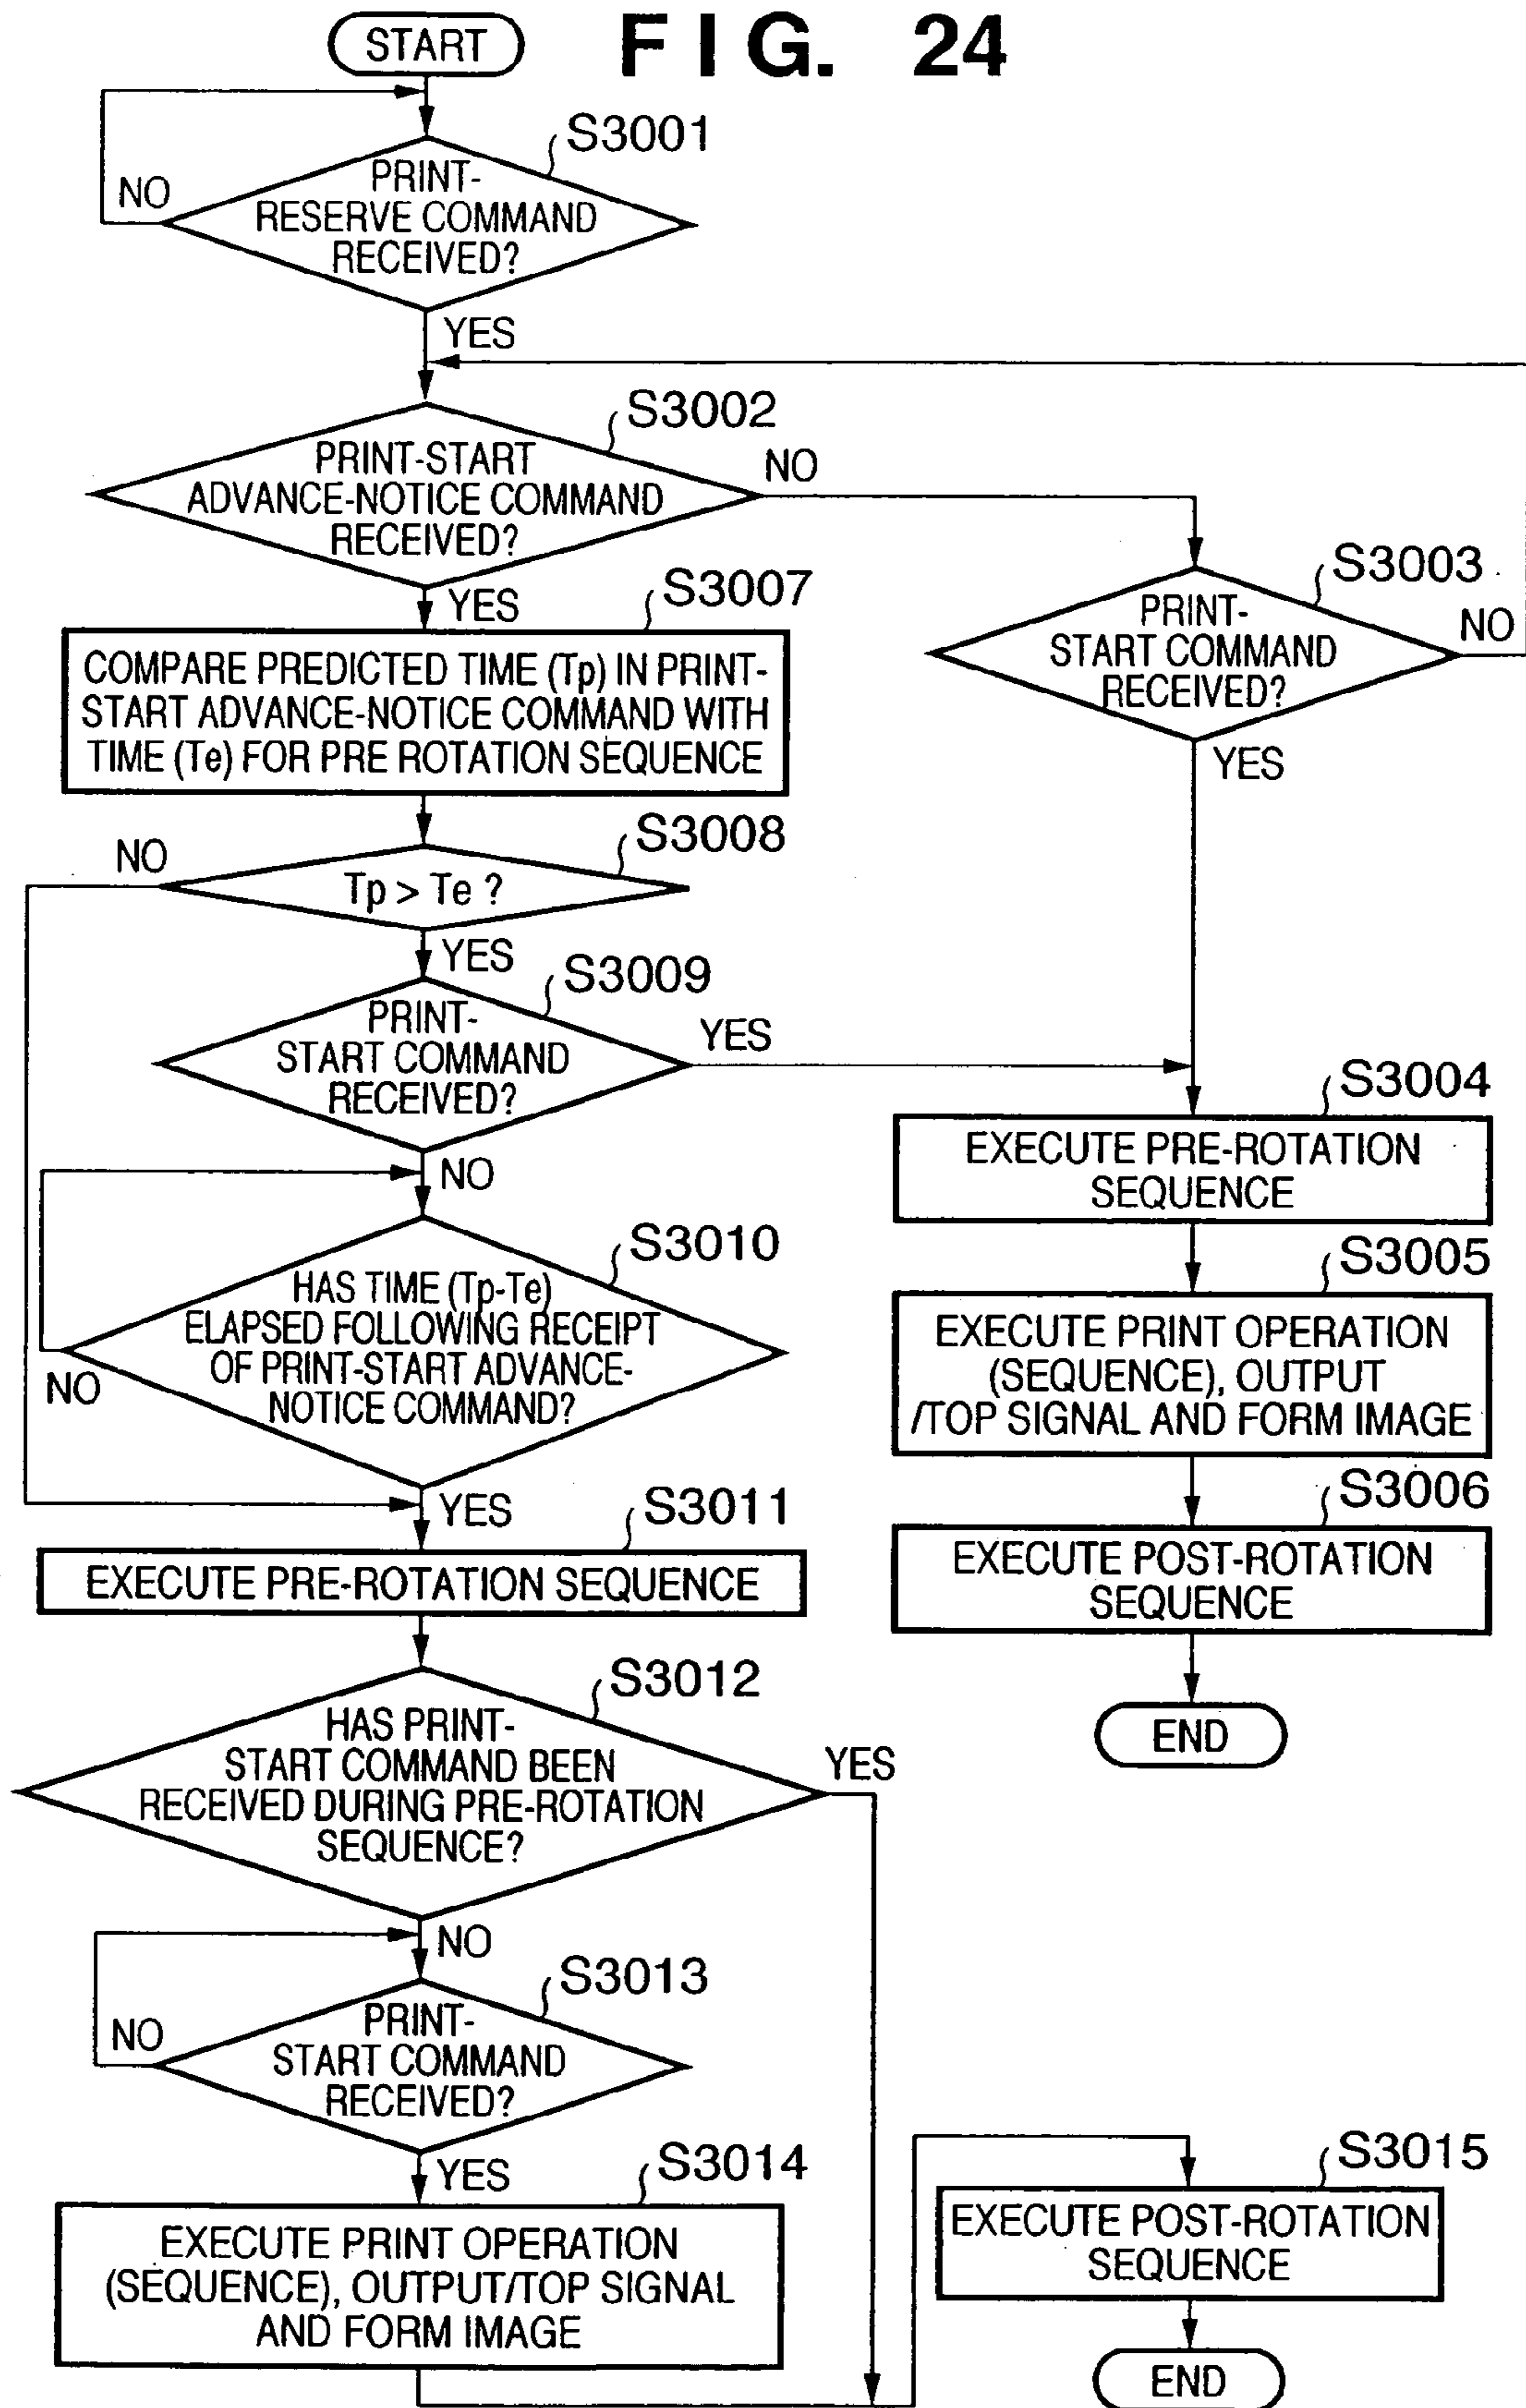 FIG. 24
START
S3001
PRINT-
RESERVE COMMAND
RECEIVED?
NO
YES
S3002
PRINT-START
ADVANCE-NOTICE COMMAND
RECEIVED?
NO
YES
S3003
PRINT-
START COMMAND
RECEIVED?
NO
YES
S3007
COMPARE PREDICTED TIME (Tp) IN PRINT-
START ADVANCE-NOTICE COMMAND WITH
TIME (Te) FOR PRE ROTATION SEQUENCE
S3008
Tp > Te ?
NO
YES
S3009
PRINT-
START COMMAND
RECEIVED?
YES
NO
S3004
EXECUTE PRE-ROTATION
SEQUENCE
S3010
HAS TIME (Tp-Te)
ELAPSED FOLLOWING RECEIPT
OF PRINT-START ADVANCE-
NOTICE COMMAND?
NO
YES
S3005
EXECUTE PRINT OPERATION
(SEQUENCE), OUTPUT
/TOP SIGNAL AND FORM IMAGE
S3006
EXECUTE POST-ROTATION
SEQUENCE
END
S3011
EXECUTE PRE-ROTATION SEQUENCE
S3012
HAS PRINT-
START COMMAND BEEN
RECEIVED DURING PRE-ROTATION
SEQUENCE?
YES
NO
S3013
PRINT-
START COMMAND
RECEIVED?
NO
YES
S3014
EXECUTE PRINT OPERATION
(SEQUENCE), OUTPUT/TOP SIGNAL
AND FORM IMAGE
S3015
EXECUTE POST-ROTATION
SEQUENCE
END